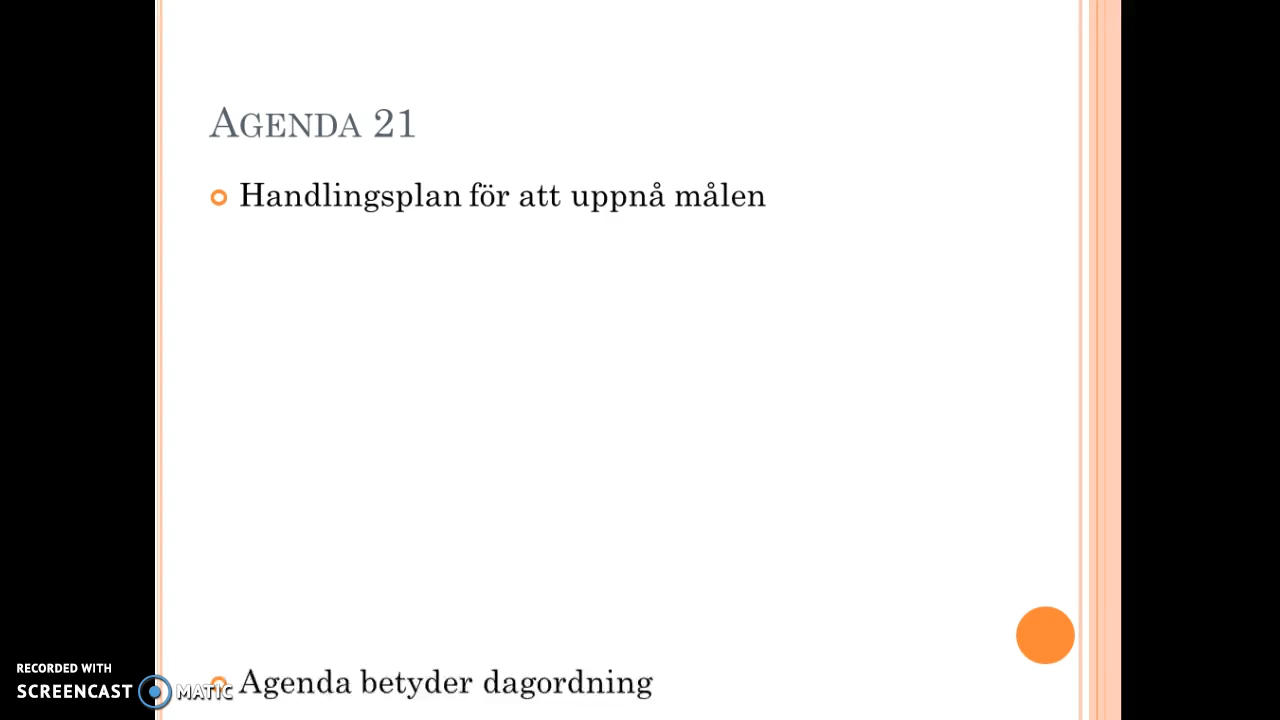 AGENDA 21
Handlingsplan för att uppnå målen
Agenda betyder dagordning
RECORDED WITH
SCREENCAST MATIC